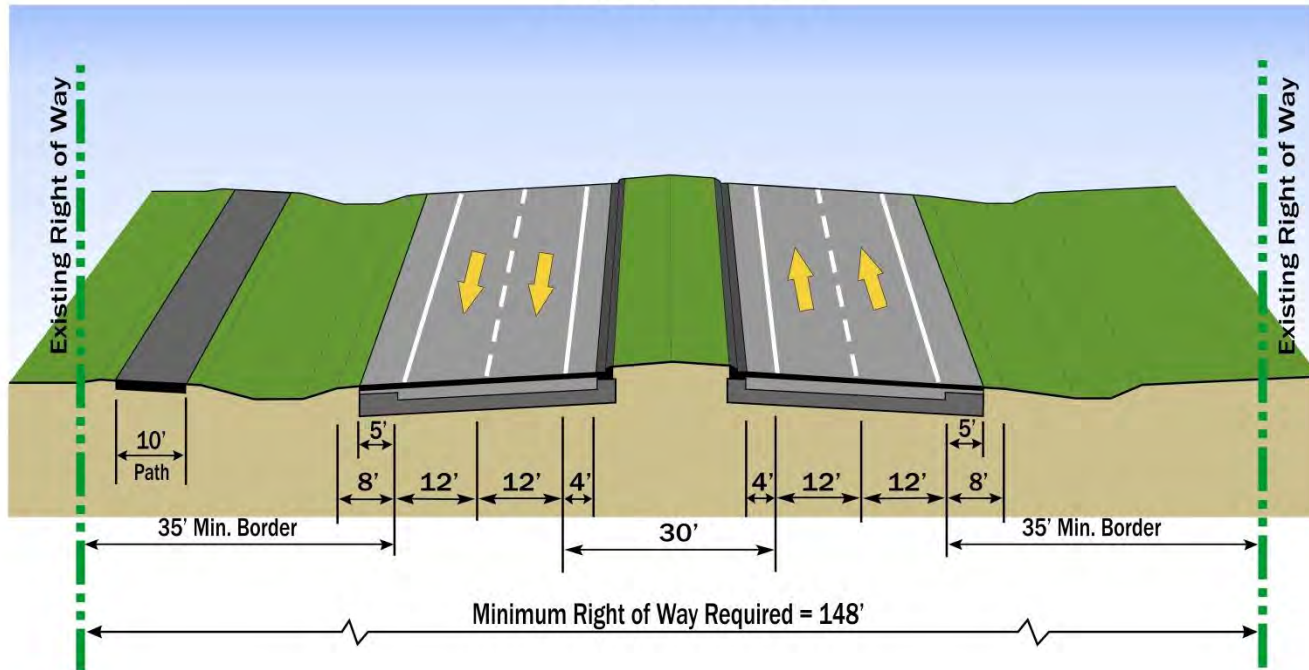 Existing Right of Way
Existing Right of Way
10'
Path
5'
8'
12'
12'
4'
4'
12'
12'
5'
8'
35' Min. Border
30'
35' Min. Border
Minimum Right of Way Required = 148'